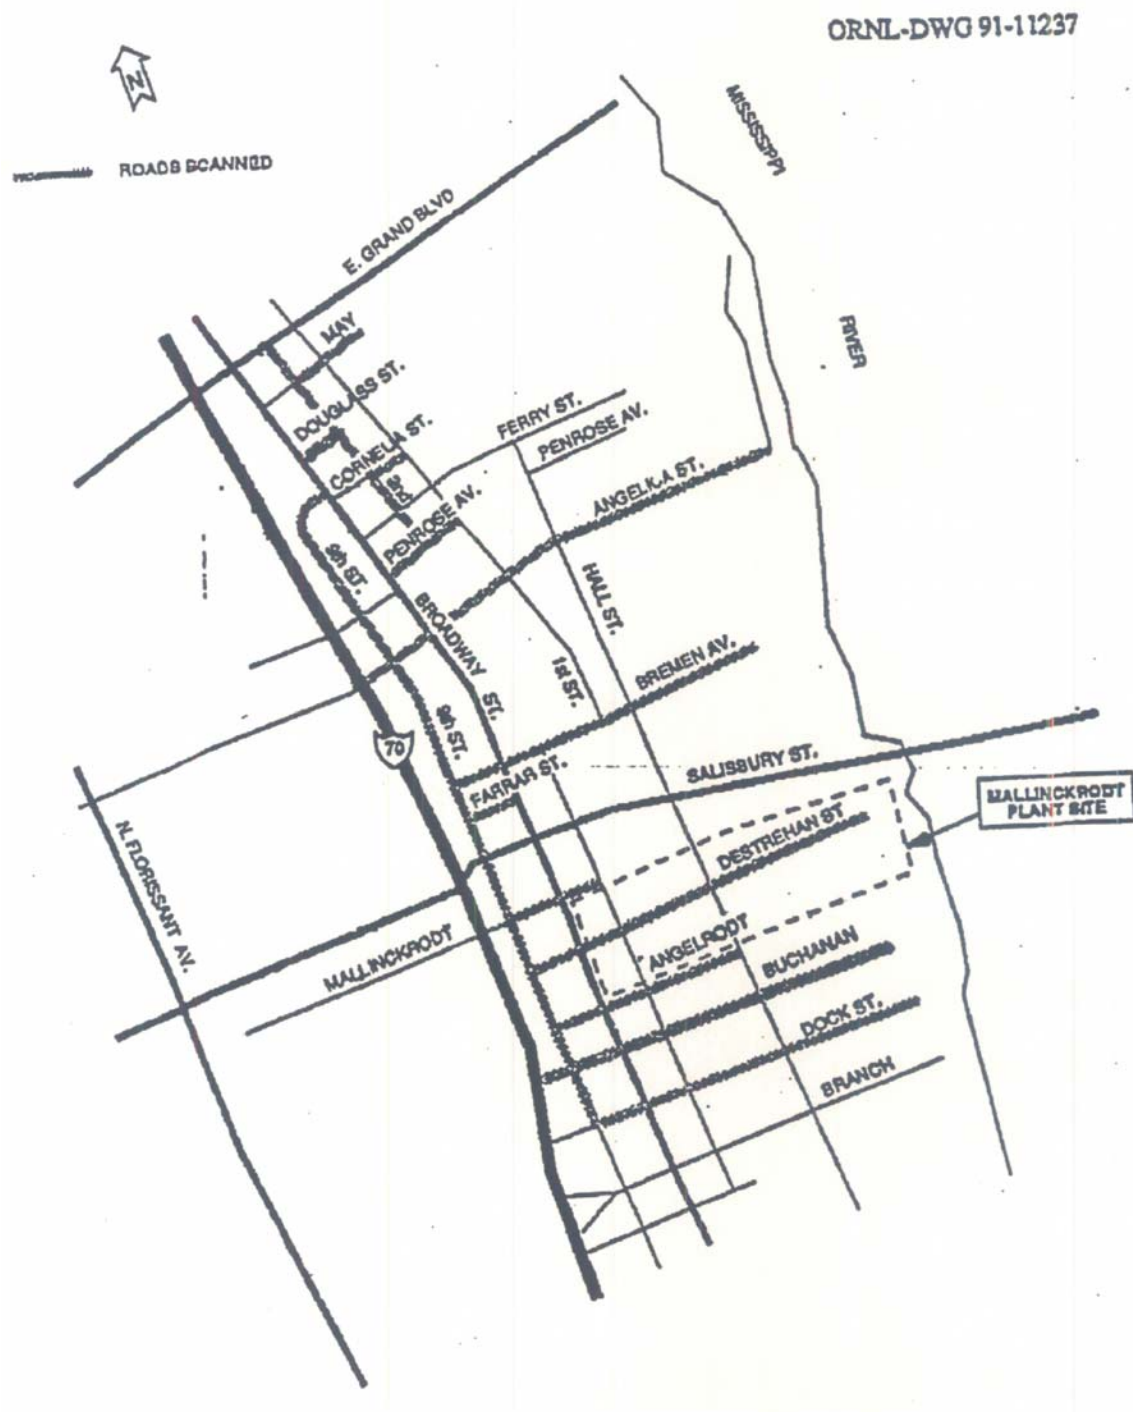 ORNL-DWG 91-11237
N
ROADS SCANNED
MISSISSIPPI
RIVER
E. GRAND BLVD
MAY
DOUGLASS ST.
CORNELIA ST.
FERRY ST.
PENROSE AV.
PENROSE AV.
ANGELICA ST.
9th ST.
BROADWAY ST.
HALL ST.
1st ST.
BREMEN AV.
9th ST.
70
FARRAR ST.
SALISBURY ST.
MALLINCKRODT
PLANT SITE
N. FLORISSANT AV.
DESTREHAN ST
MALLINCKRODT
ANGELRODT
BUCHANAN
DOCK ST.
BRANCH